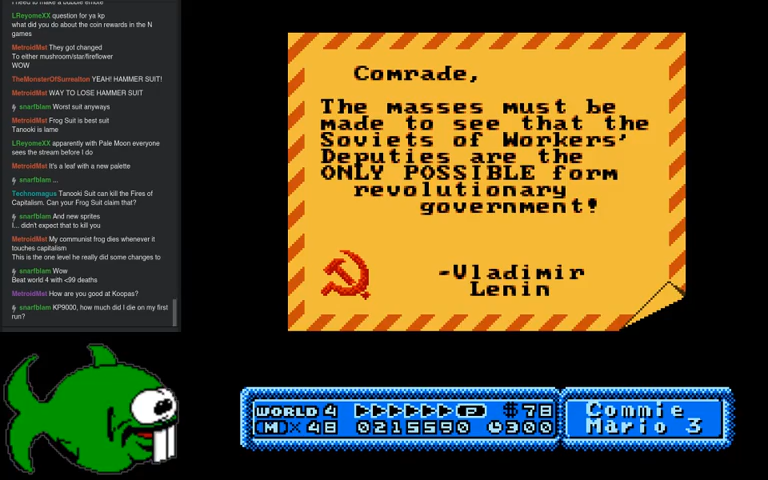 I need to make a bubble emote
LReyomeXX question for ya kp
what did you do about the coin rewards in the N
games
MetroidMst They got changed
To either mushroom/star/fireflower
WOW
TheMonsterOfSurrealton YEAH! HAMMER SUIT!
MetroidMst WAY TO LOSE HAMMER SUIT
snarfblam Worst suit anyways
MetroidMst Frog Suit is best suit
Tanooki is lame
LReyomeXX apparently with Pale Moon everyone
sees the stream before I do
MetroidMst It's a leaf with a new palette
snarfblam ...
Technomagus Tanooki Suit can kill the Fires of
Capitalism. Can your Frog Suit claim that?
snarfblam And new sprites
I... didn't expect that to kill you
MetroidMst My communist frog dies whenever it
touches capitalism
This is the one level he really did some changes to
snarfblam Wow
Beat world 4 with <99 deaths
MetroidMst How are you good at Koopas?
snarfblam KP9000, how much did I die on my first
run?
Comrade,
The masses must be
made to see that the
Soviets of Workers'
Deputies are the
ONLY POSSIBLE form
revolutionary
government!
-Vladimir
Lenin
WORLD 4 P $78
(M)× 48 0215590 300
Commie
Mario 3